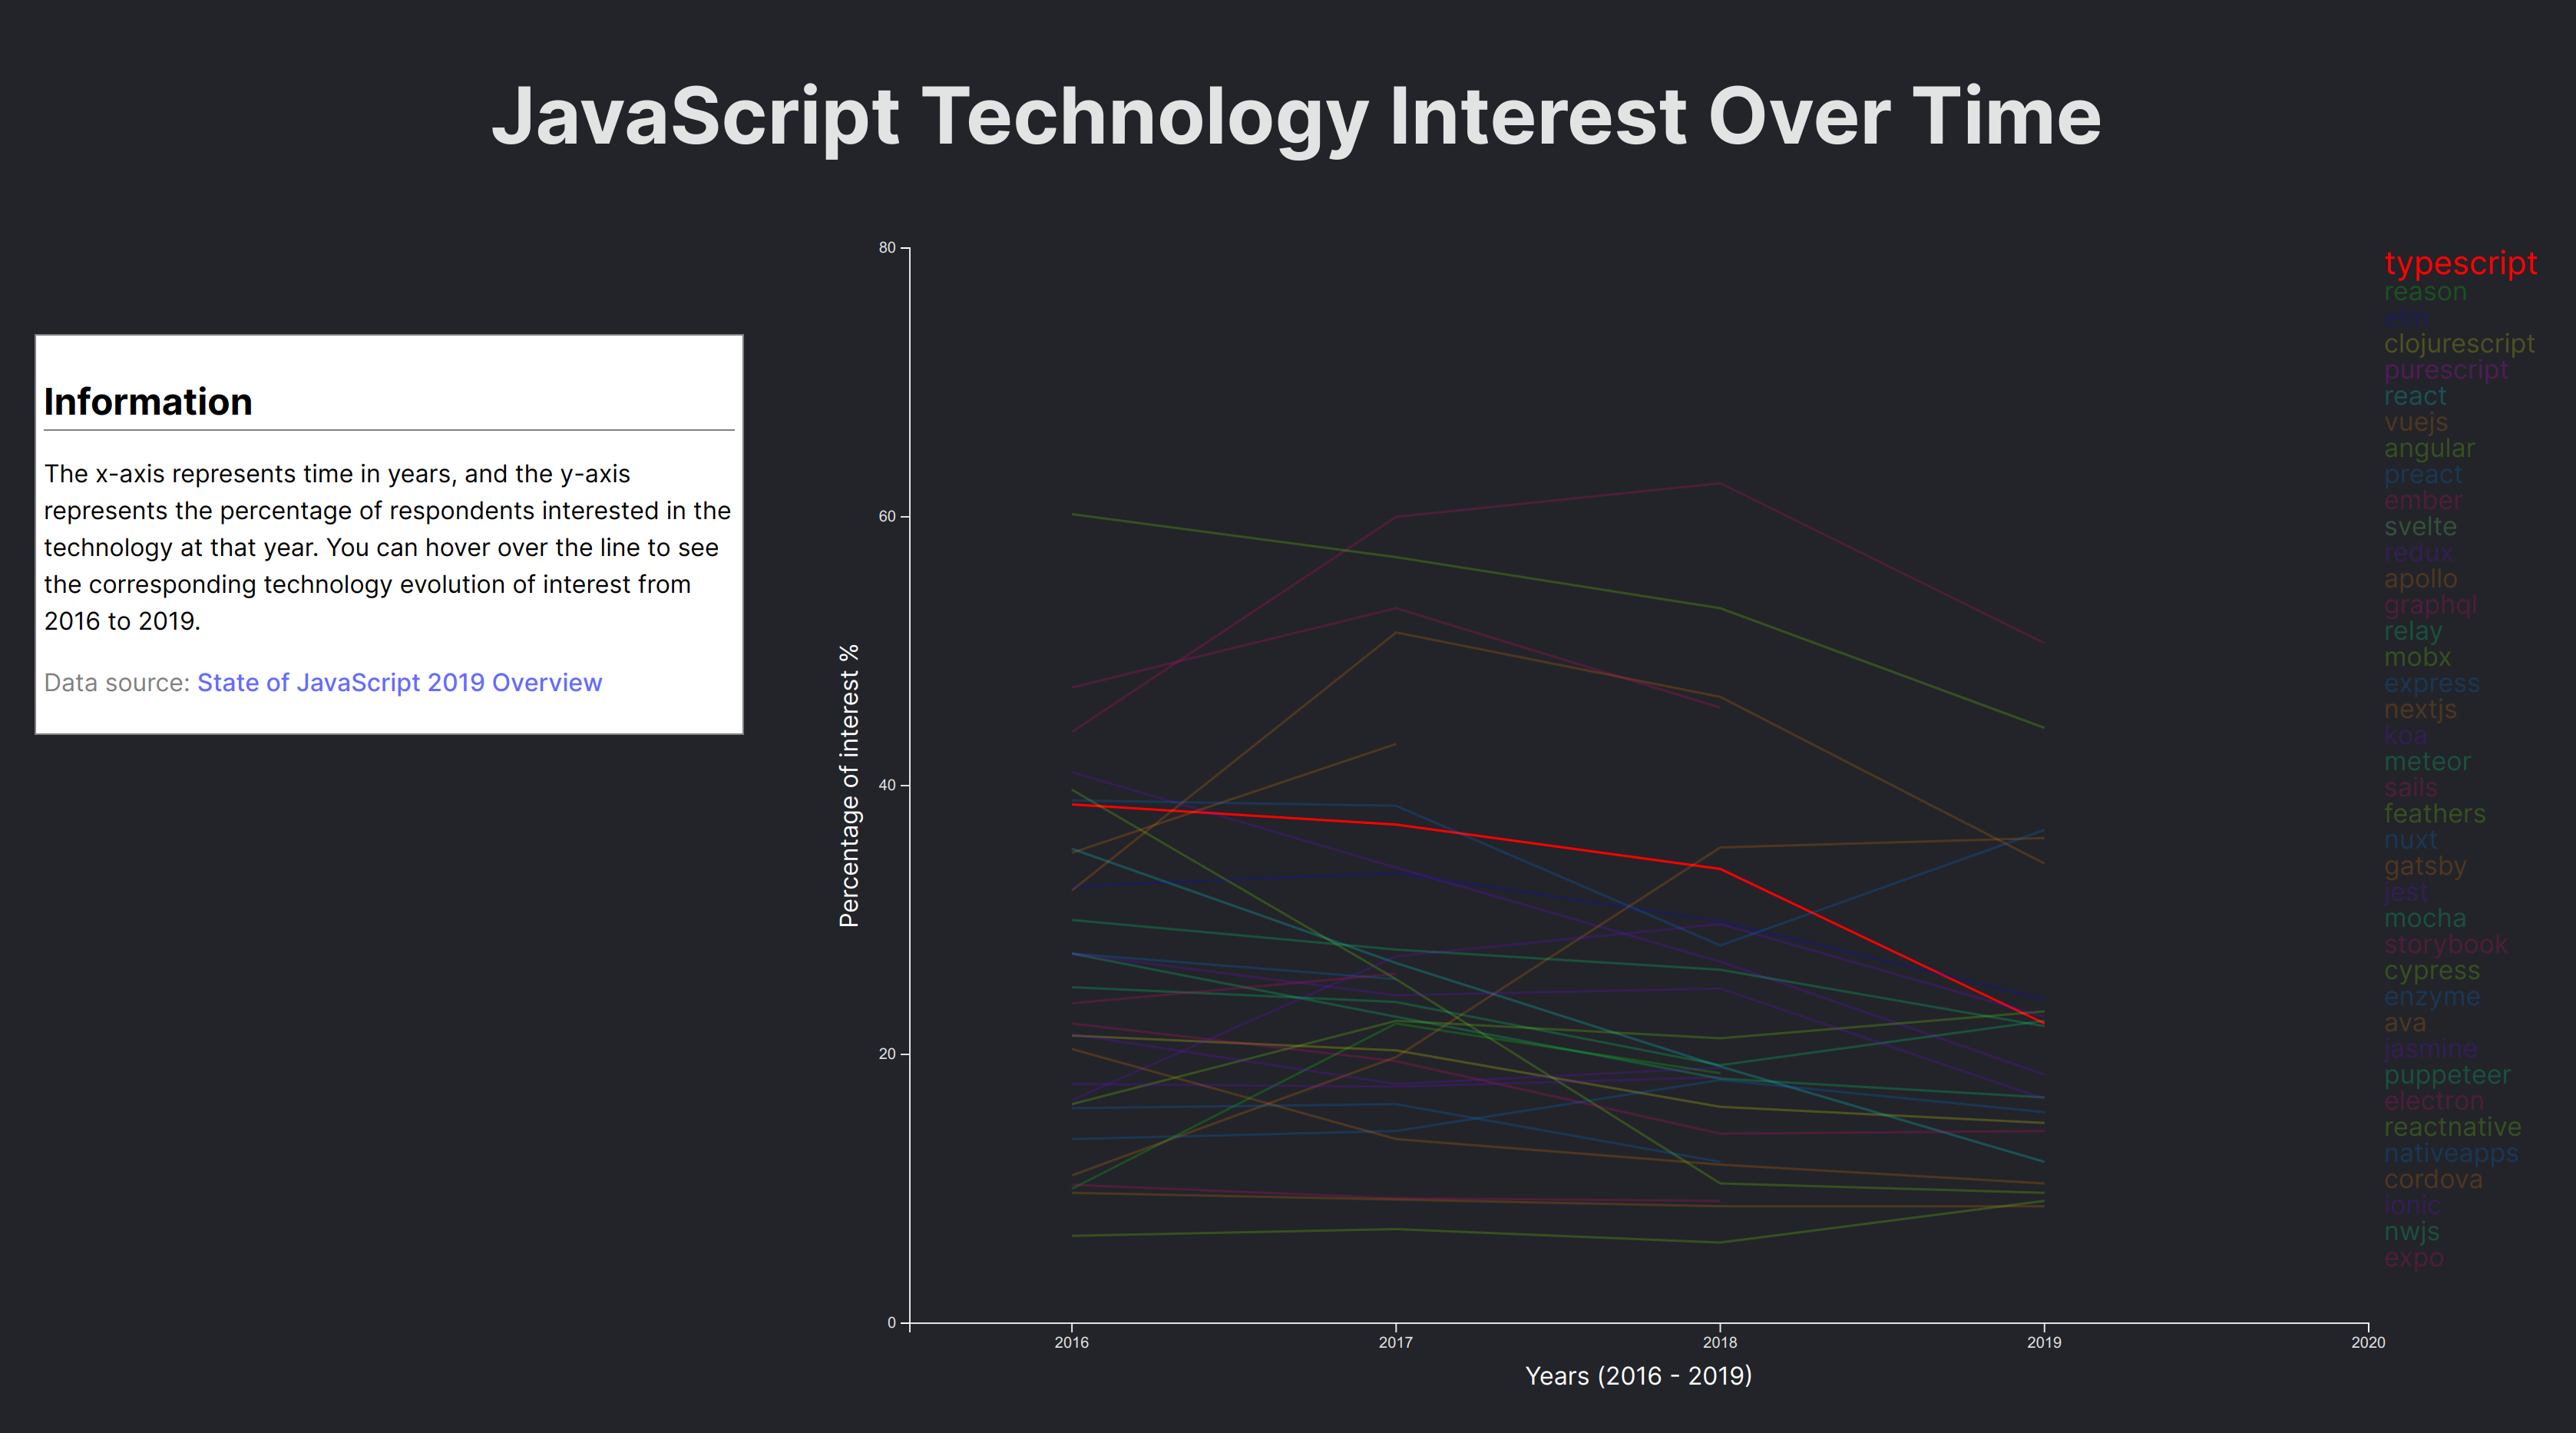 JavaScript Technology Interest Over Time
Information
The x-axis represents time in years, and the y-axis
represents the percentage of respondents interested in the
technology at that year. You can hover over the line to see
the corresponding technology evolution of interest from
2016 to 2019.
Data source: State of JavaScript 2019 Overview
Percentage of interest %
80
60
40
20
0
2016
2017
2018
2019
2020
Years (2016 - 2019)
typescript
reason
elm
clojurescript
purescript
react
vuejs
angular
preact
ember
svelte
redux
apollo
graphql
relay
mobx
express
nextjs
koa
meteor
sails
feathers
nuxt
gatsby
jest
mocha
storybook
cypress
enzyme
ava
jasmine
puppeteer
electron
reactnative
nativeapps
cordova
ionic
nwjs
expo